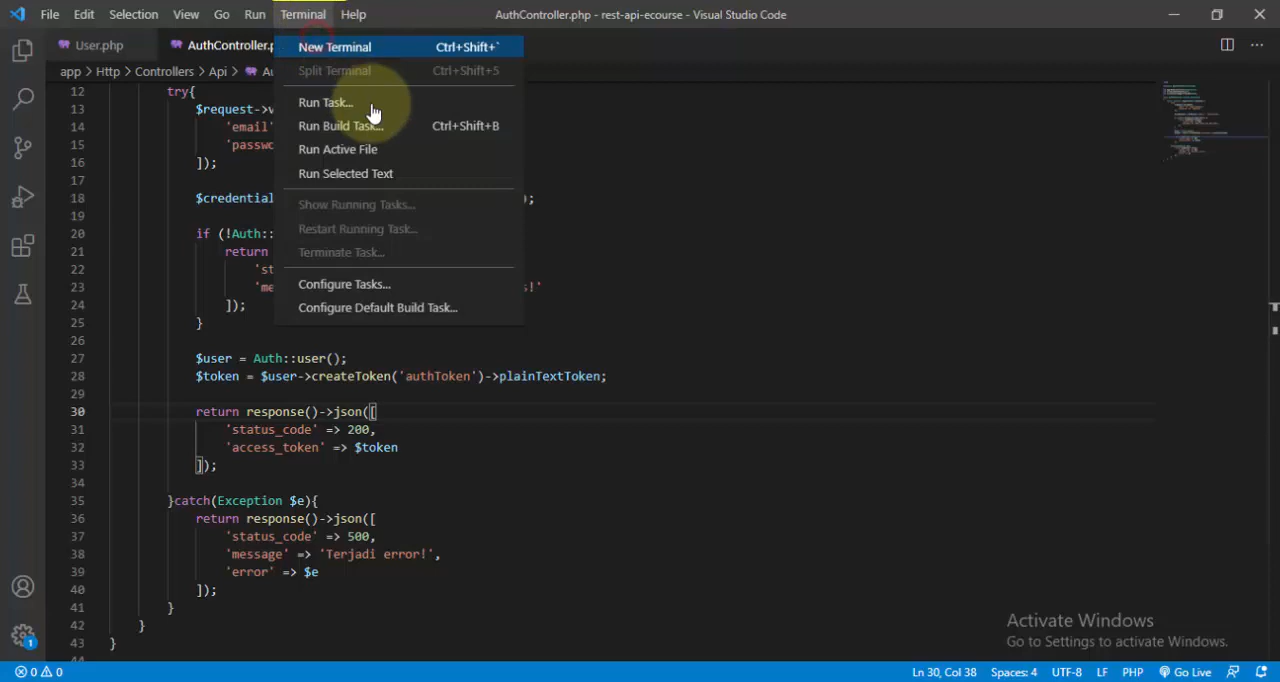 File Edit Selection View Go Run Terminal Help AuthController.php - rest-api-ecourse - Visual Studio Code
User.php AuthController.p
app > Http > Controllers > Api >
New Terminal Ctrl+Shift+`
Split Terminal Ctrl+Shift+5
Run Task...
Run Build Task... Ctrl+Shift+B
Run Active File
Run Selected Text
Show Running Tasks...
Restart Running Task...
Terminate Task...
Configure Tasks...
Configure Default Build Task...
12 try{
13 $request->
14 'email'
15 'passw
16 ]);
17
18 $credential );
19
20 if (!Auth::
21 return
22 'st
23 'me s!'
24 ]);
25 }
26
27 $user = Auth::user();
28 $token = $user->createToken('authToken')->plainTextToken;
29
30 return response()->json([
31 'status_code' => 200,
32 'access_token' => $token
33 ]);
34
35 }catch(Exception $e){
36 return response()->json([
37 'status_code' => 500,
38 'message' => 'Terjadi error!',
39 'error' => $e
40 ]);
41 }
42 }
43 }
44
Activate Windows
Go to Settings to activate Windows.
1
0 0 Ln 30, Col 38 Spaces: 4 UTF-8 LF PHP Go Live